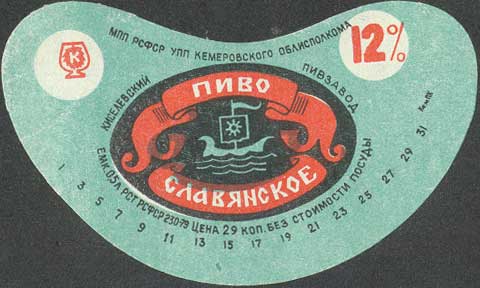 МПП РСФСР УПП КЕМЕРОВСКОГО ОБЛИСПОЛКОМА
К
12%
КИСЕЛЕВСКИЙ ПИВЗАВОД
ПИВО
СЛАВЯНСКОЕ
ЕМК.0,5Л. РСТ РСФСР 230-79 ЦЕНА 29 КОП. БЕЗ СТОИМОСТИ ПОСУДЫ
1 3 5 7 9 11 13 15 17 19 21 23 25 27 29 31